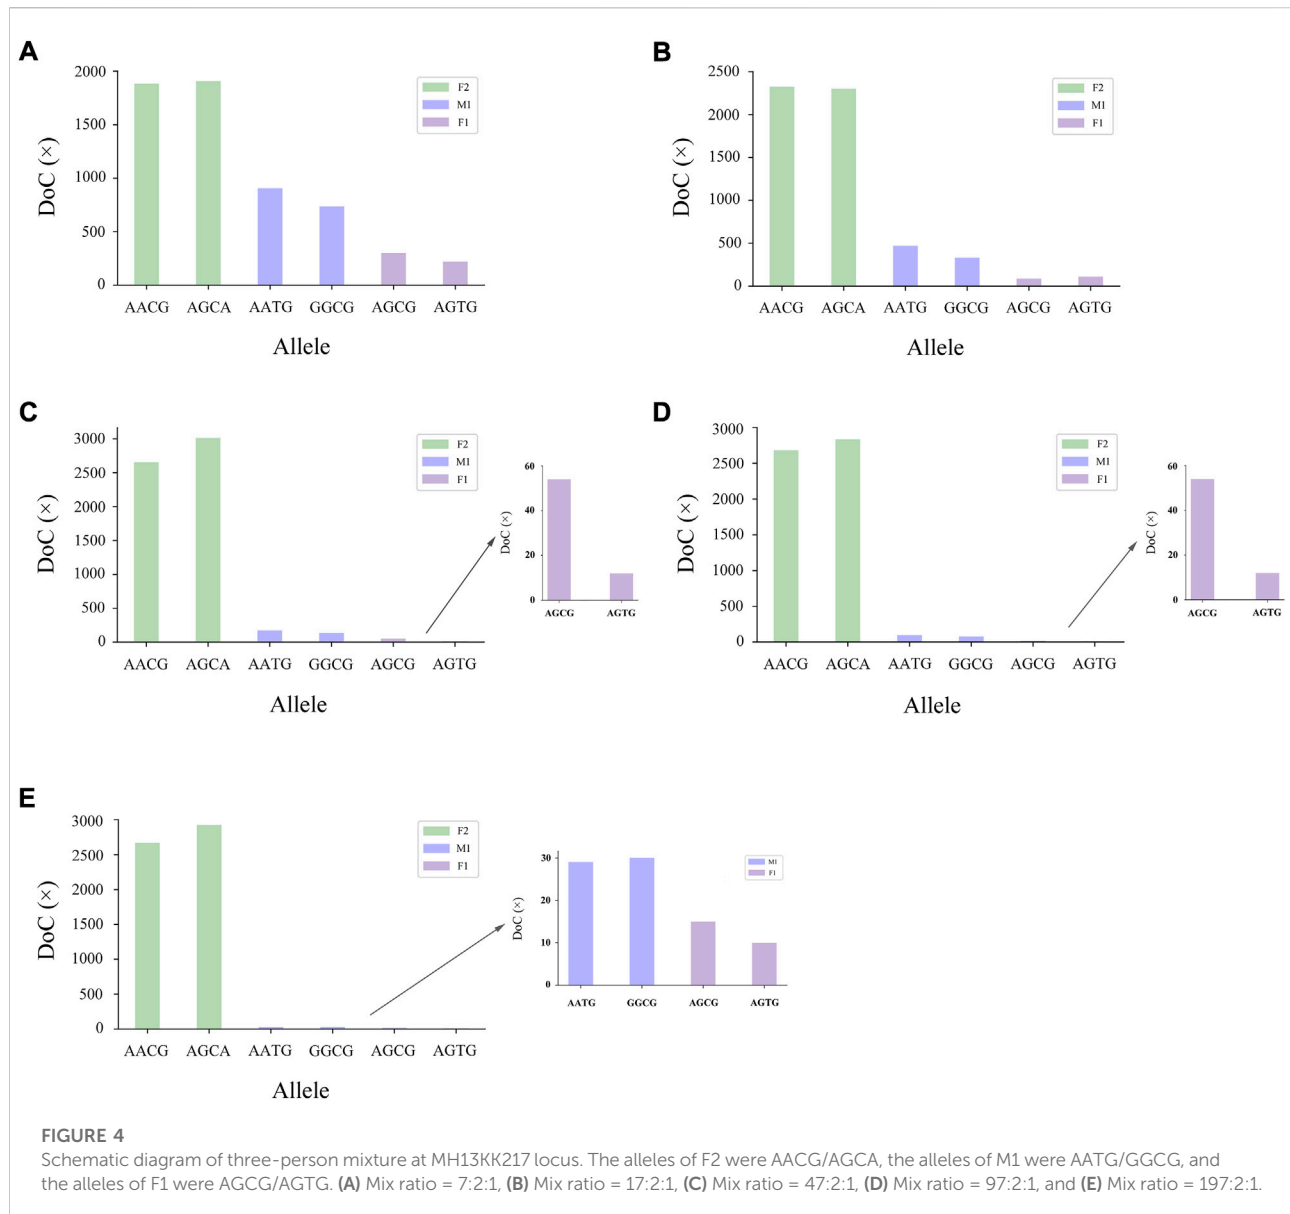 A
2000
1500
1000
500
0
DoC (×)
F2
M1
F1
AACG AGCA AATG GGCG AGCG AGTG
Allele
B
2500
2000
1500
1000
500
0
DoC (×)
F2
M1
F1
AACG AGCA AATG GGCG AGCG AGTG
Allele
C
3000
2500
2000
1500
1000
500
0
DoC (×)
F2
M1
F1
AACG AGCA AATG GGCG AGCG AGTG
Allele
60
40
20
0
DoC (×)
AGCG AGTG
D
3000
2500
2000
1500
1000
500
0
DoC (×)
F2
M1
F1
AACG AGCA AATG GGCG AGCG AGTG
Allele
60
40
20
0
DoC (×)
AGCG AGTG
E
3000
2500
2000
1500
1000
500
0
DoC (×)
F2
M1
F1
AACG AGCA AATG GGCG AGCG AGTG
Allele
30
20
10
0
DoC (×)
M1
F1
AATG GGCG AGCG AGTG
FIGURE 4
Schematic diagram of three-person mixture at MH13KK217 locus. The alleles of F2 were AACG/AGCA, the alleles of M1 were AATG/GGCG, and
the alleles of F1 were AGCG/AGTG. (A) Mix ratio = 7:2:1, (B) Mix ratio = 17:2:1, (C) Mix ratio = 47:2:1, (D) Mix ratio = 97:2:1, and (E) Mix ratio = 197:2:1.